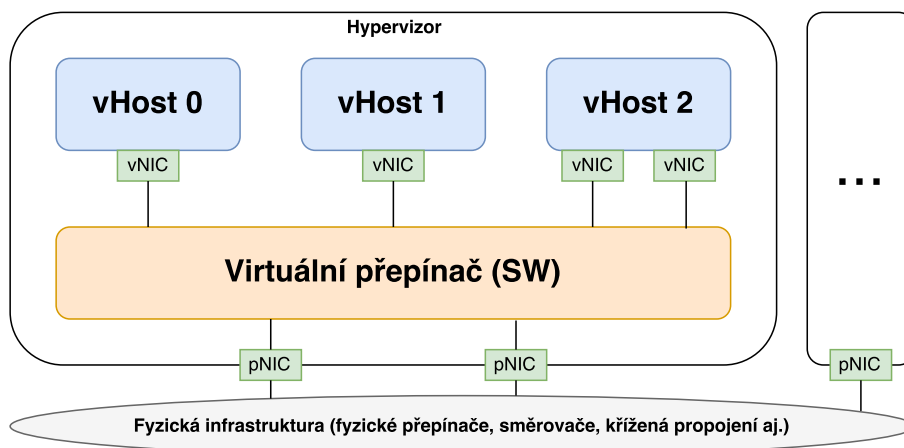 Hypervizor
vHost 0
vHost 1
vHost 2
vNIC
vNIC
vNIC
vNIC
...
Virtuální přepínač (SW)
pNIC
pNIC
pNIC
Fyzická infrastruktura (fyzické přepínače, směrovače, křížená propojení aj.)